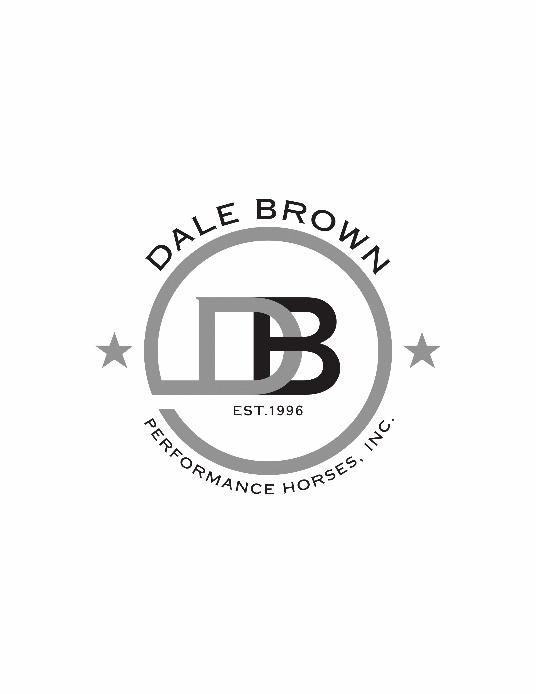 DALE BROWN
DB
EST.1996
PERFORMANCE HORSES, INC.